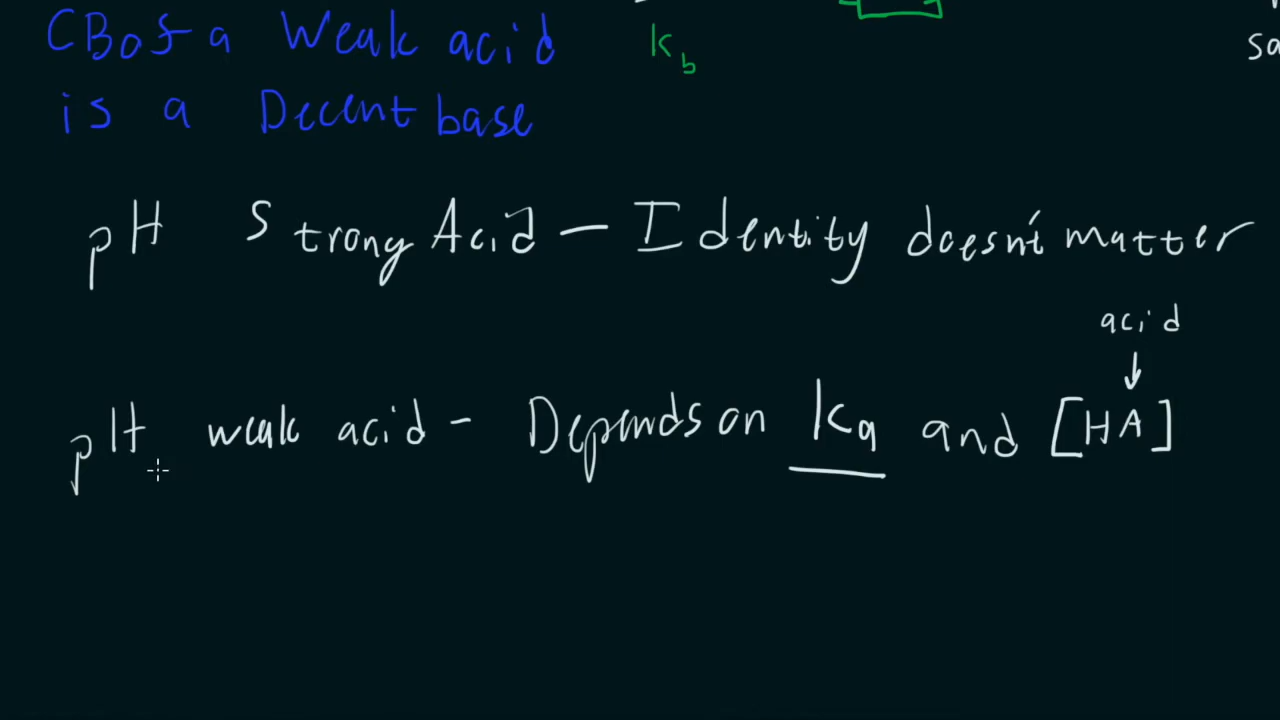 CB of a Weak acid
is a Decent base
kb
pH Strong Acid - Identity doesn't matter
acid
pH weak acid - Depends on Ka and [HA]